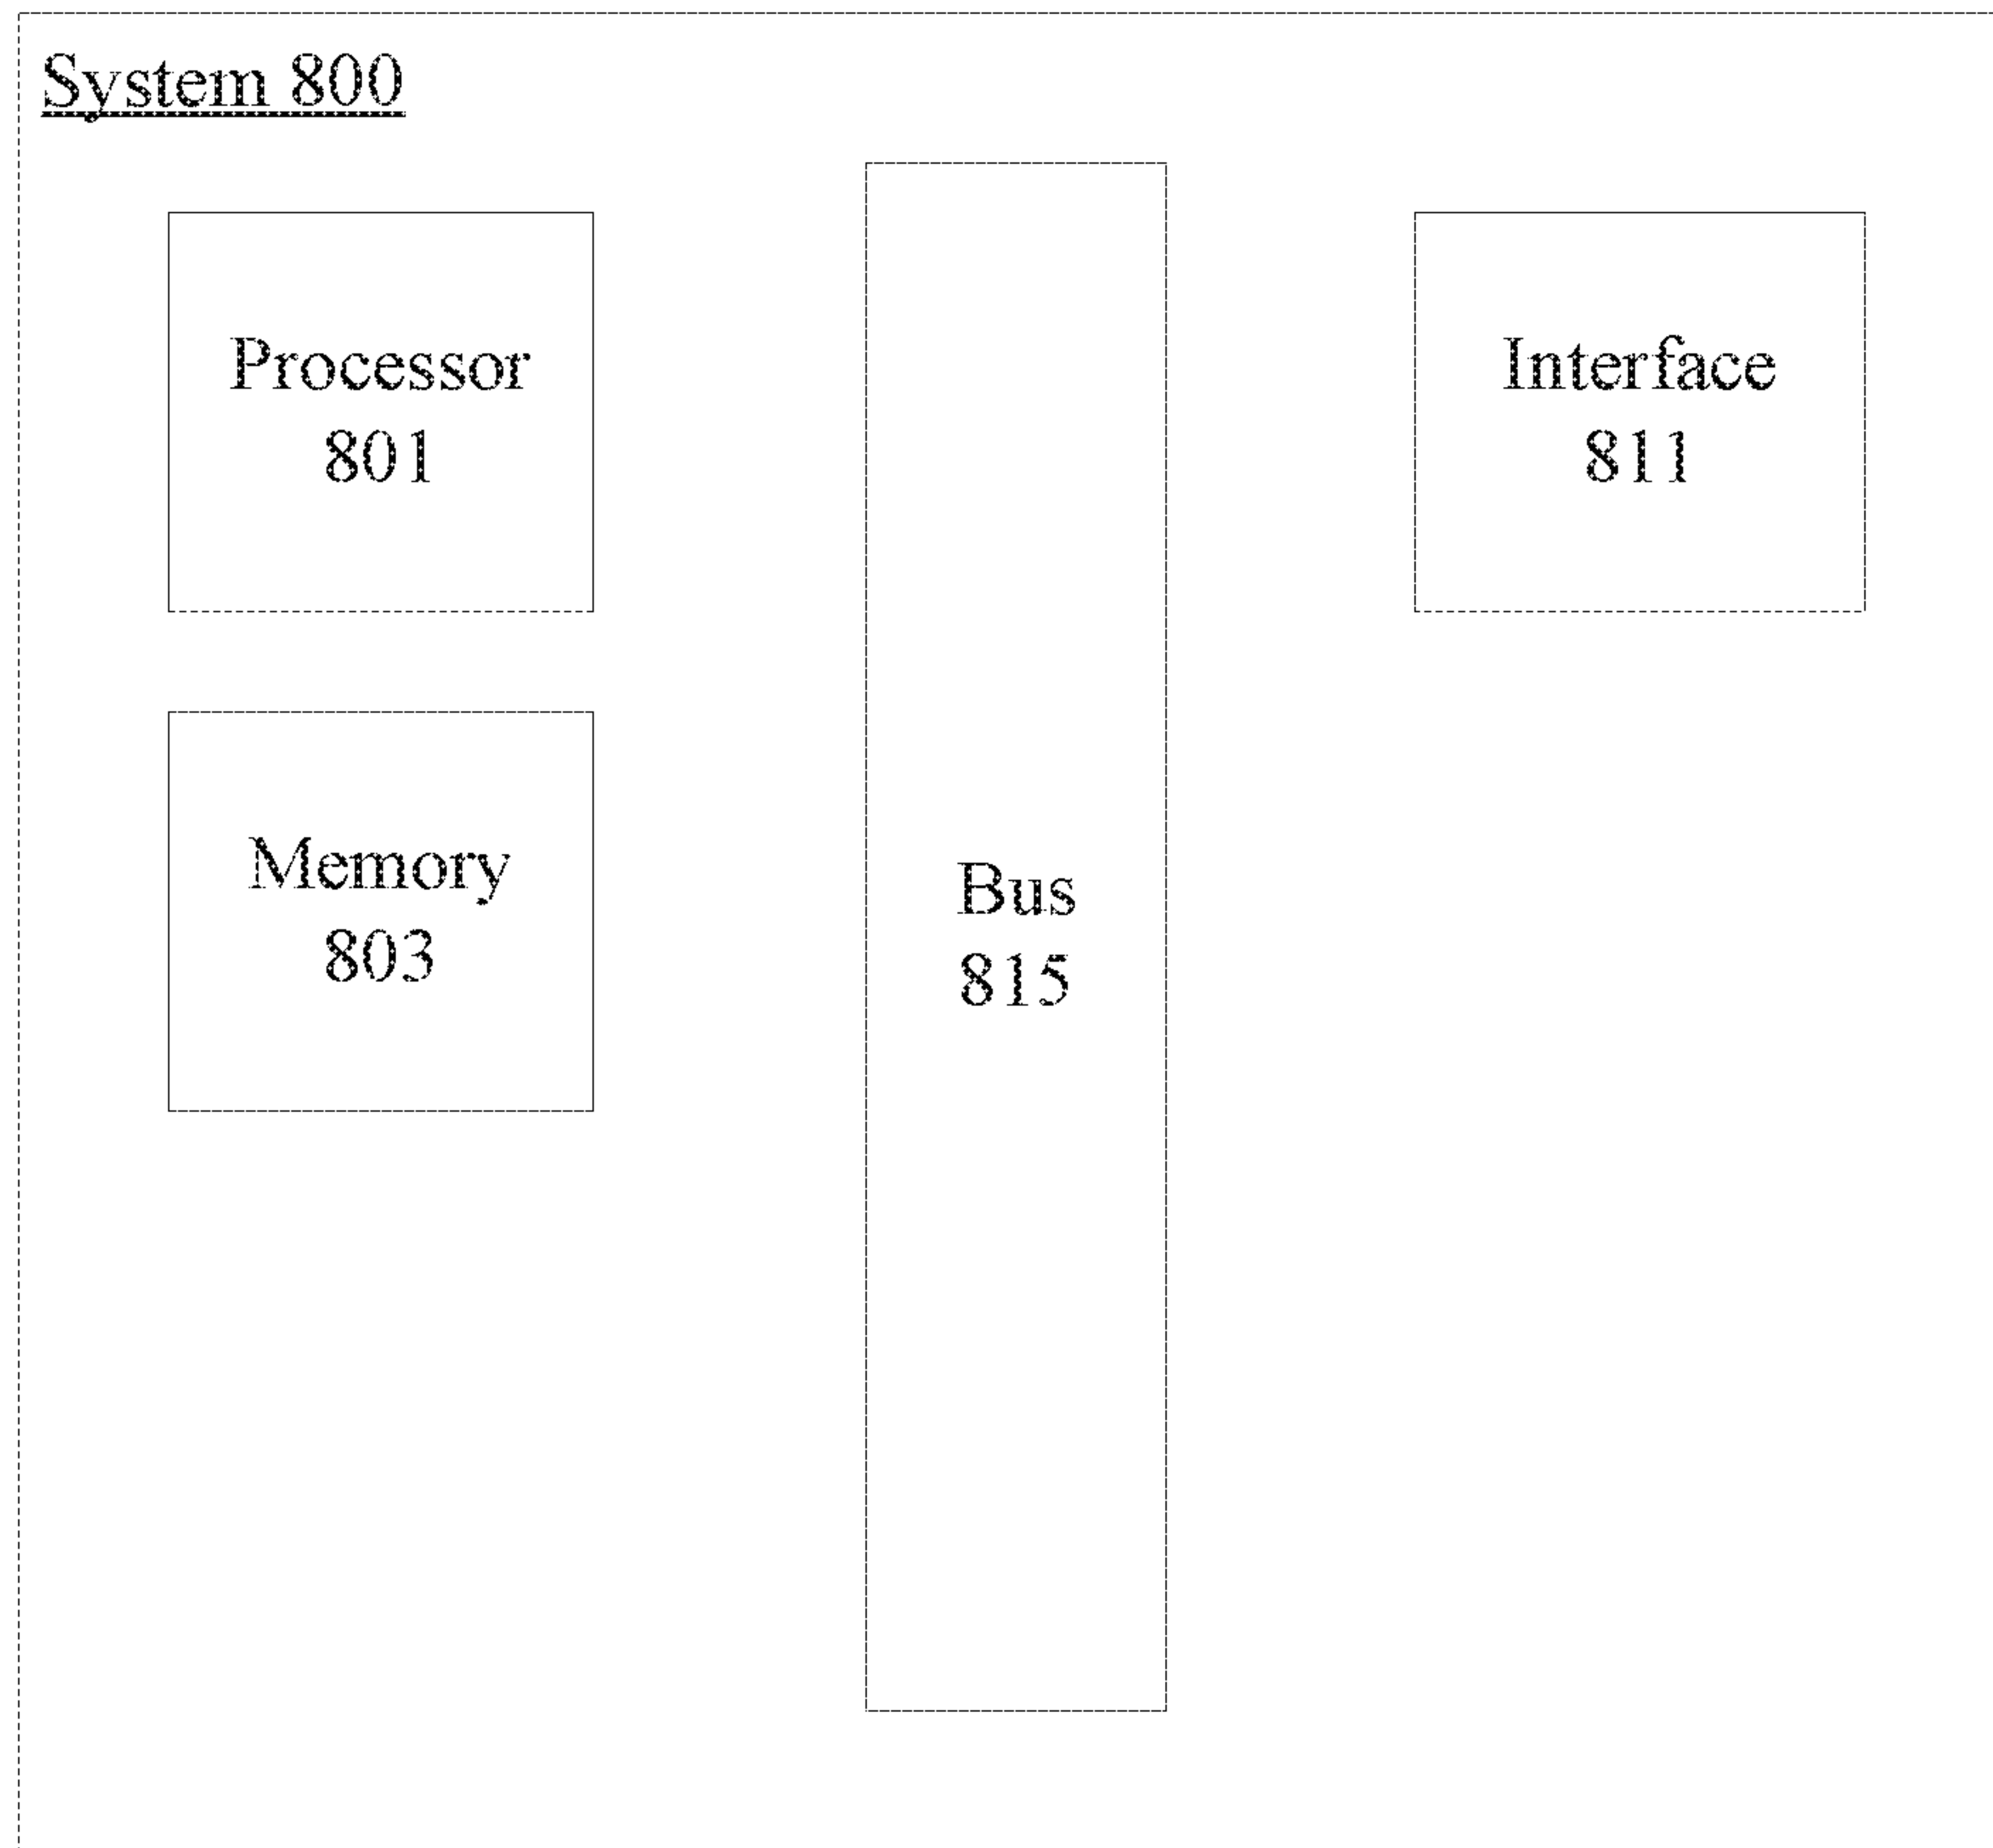 System 800
Processor
801
Interface
811
Memory
803
Bus
815